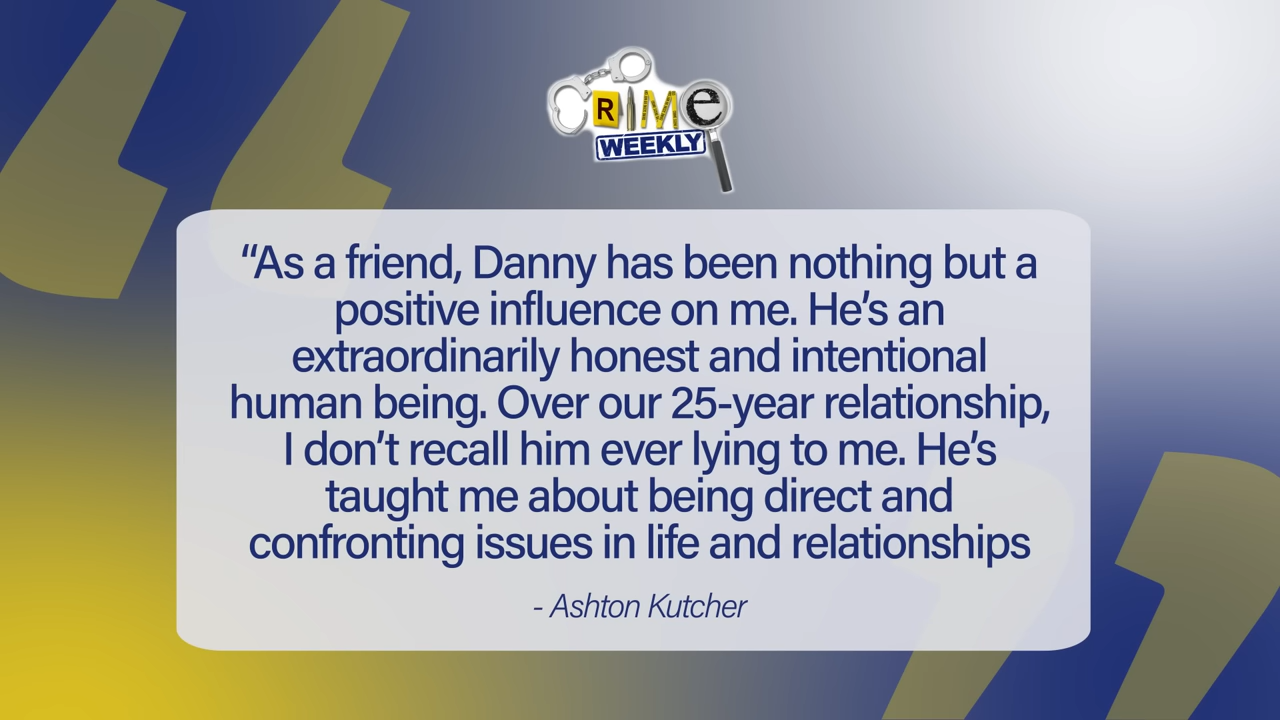 CRIMe
WEEKLY
“As a friend, Danny has been nothing but a
positive influence on me. He’s an
extraordinarily honest and intentional
human being. Over our 25-year relationship,
I don’t recall him ever lying to me. He’s
taught me about being direct and
confronting issues in life and relationships
- Ashton Kutcher